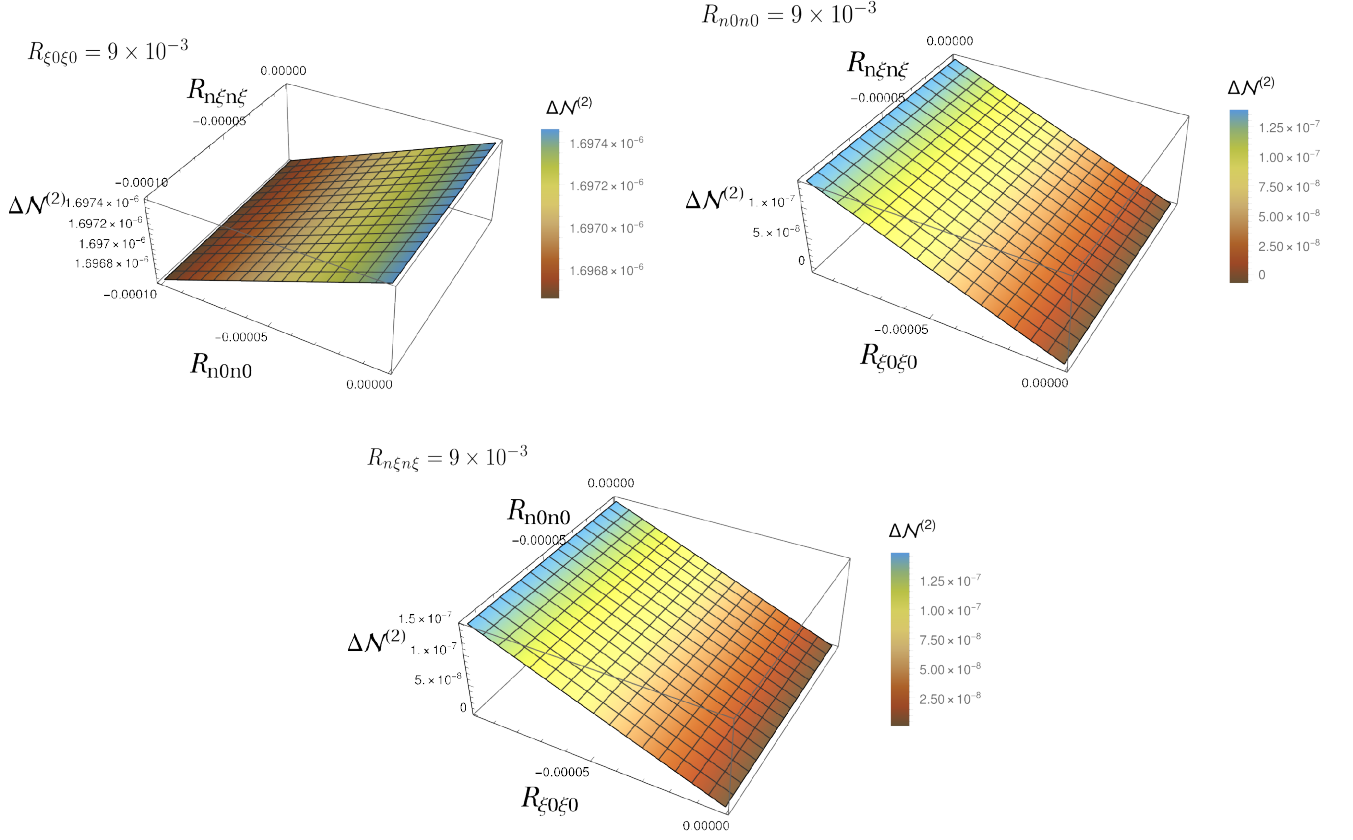 R_{ξ0ξ0} = 9 × 10^{-3}
R_{nξnξ}
0.00000
−0.00005
−0.00010
Δ𝒩^{(2)}
1.6974 × 10^{-6}
1.6972 × 10^{-6}
1.697 × 10^{-6}
1.6968 × 10^{-6}
−0.00010
−0.00005
0.00000
R_{n0n0}
Δ𝒩^{(2)}
1.6974 × 10^{-6}
1.6972 × 10^{-6}
1.6970 × 10^{-6}
1.6968 × 10^{-6}
R_{n0n0} = 9 × 10^{-3}
0.00000
R_{nξnξ}
−0.00005
Δ𝒩^{(2)}
1. × 10^{-7}
5. × 10^{-8}
0
−0.00005
0.00000
R_{ξ0ξ0}
Δ𝒩^{(2)}
1.25 × 10^{-7}
1.00 × 10^{-7}
7.50 × 10^{-8}
5.00 × 10^{-8}
2.50 × 10^{-8}
0
R_{nξnξ} = 9 × 10^{-3}
0.00000
R_{n0n0}
−0.00005
Δ𝒩^{(2)}
1.5 × 10^{-7}
1. × 10^{-7}
5. × 10^{-8}
0
−0.00005
0.00000
R_{ξ0ξ0}
Δ𝒩^{(2)}
1.25 × 10^{-7}
1.00 × 10^{-7}
7.50 × 10^{-8}
5.00 × 10^{-8}
2.50 × 10^{-8}